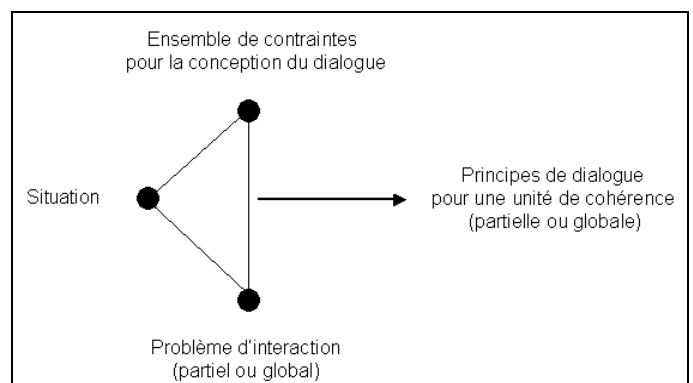 Ensemble de contraintes
pour la conception du dialogue
Situation
Principes de dialogue
pour une unité de cohérence
(partielle ou globale)
Problème d'interaction
(partiel ou global)